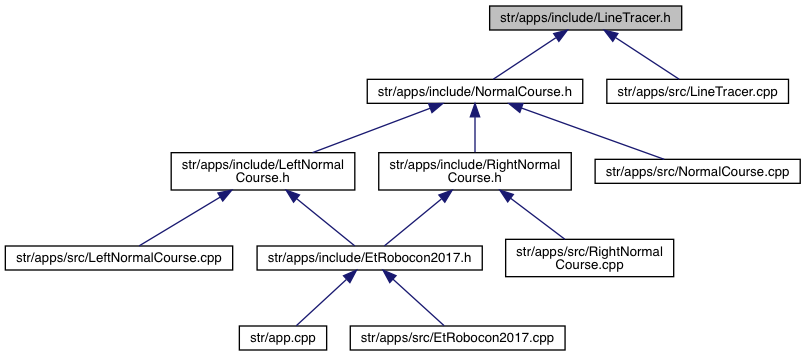 str/apps/include/LineTracer.h
str/apps/include/NormalCourse.h
str/apps/src/LineTracer.cpp
str/apps/include/LeftNormal
Course.h
str/apps/include/RightNormal
Course.h
str/apps/src/NormalCourse.cpp
str/apps/src/LeftNormalCourse.cpp
str/apps/include/EtRobocon2017.h
str/apps/src/RightNormal
Course.cpp
str/app.cpp
str/apps/src/EtRobocon2017.cpp